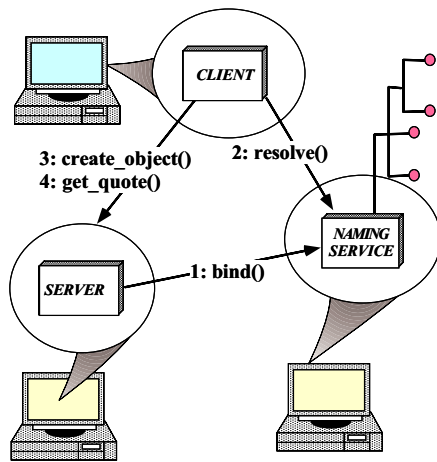 CLIENT
3: create_object()
4: get_quote()
2: resolve()
NAMING
SERVICE
1: bind()
SERVER